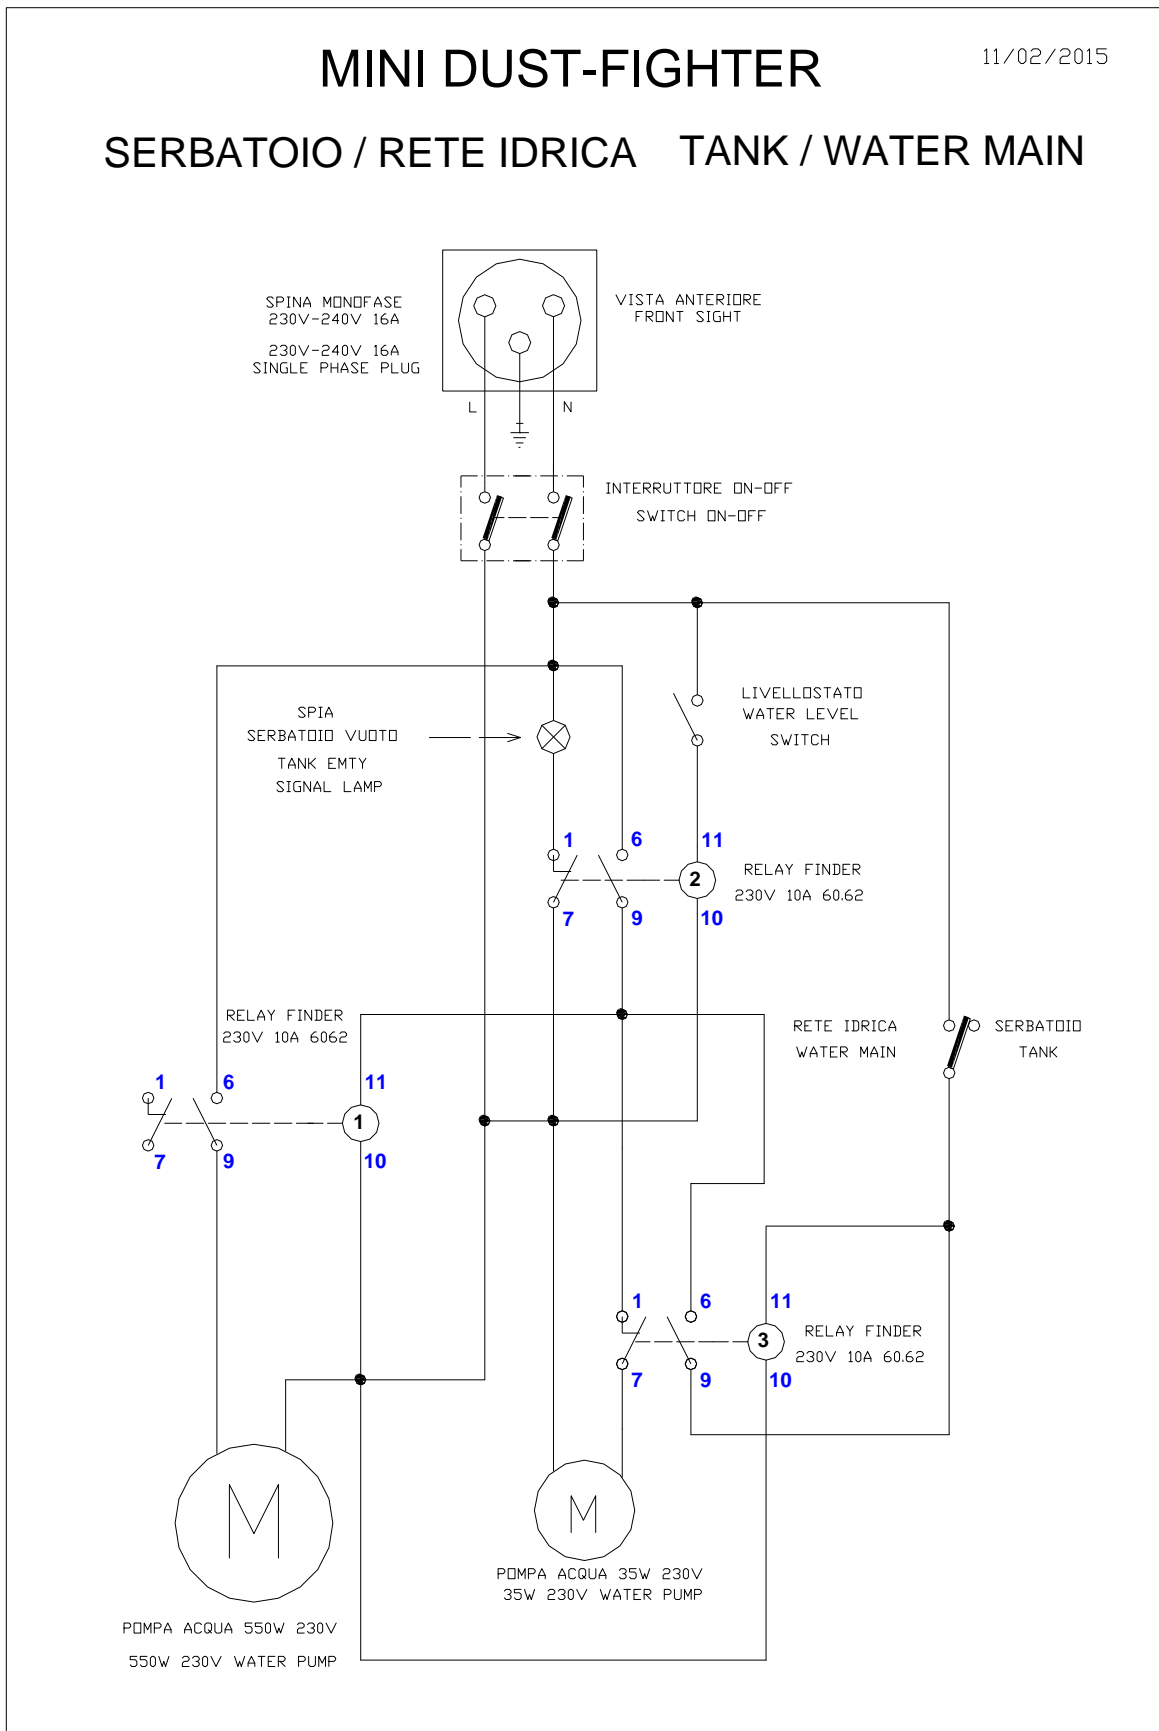 MINI DUST-FIGHTER
11/02/2015
SERBATOIO / RETE IDRICA TANK / WATER MAIN
SPINA MONOFASE
230V-240V 16A
230V-240V 16A
SINGLE PHASE PLUG
VISTA ANTERIORE
FRONT SIGHT
L
N
INTERRUTTORE ON-OFF
SWITCH ON-OFF
LIVELLOSTATO
WATER LEVEL
SWITCH
SPIA
SERBATOIO VUOTO
TANK EMTY
SIGNAL LAMP
1
6
11
2
7
9
10
RELAY FINDER
230V 10A 60.62
RELAY FINDER
230V 10A 6062
RETE IDRICA
WATER MAIN
SERBATOIO
TANK
1
6
11
1
7
9
10
1
6
11
3
7
9
10
RELAY FINDER
230V 10A 60.62
M
M
POMPA ACQUA 35W 230V
35W 230V WATER PUMP
POMPA ACQUA 550W 230V
550W 230V WATER PUMP